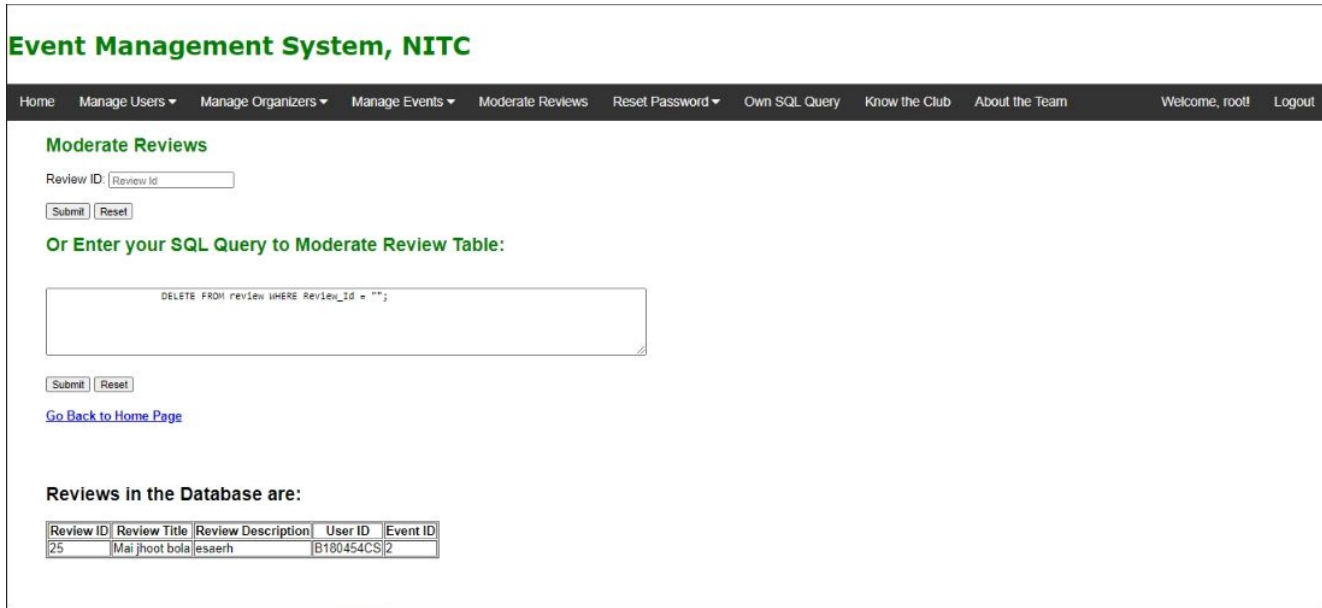 Event Management System, NITC
Home Manage Users ▾ Manage Organizers ▾ Manage Events ▾ Moderate Reviews Reset Password ▾ Own SQL Query Know the Club About the Team Welcome, root! Logout
Moderate Reviews
Review ID: Review Id
Submit Reset
Or Enter your SQL Query to Moderate Review Table:
DELETE FROM review WHERE Review_Id = "";
Submit Reset
Go Back to Home Page
Reviews in the Database are:
Review ID Review Title Review Description User ID Event ID
25 Mai jhoot bola esaerh B180454CS 2